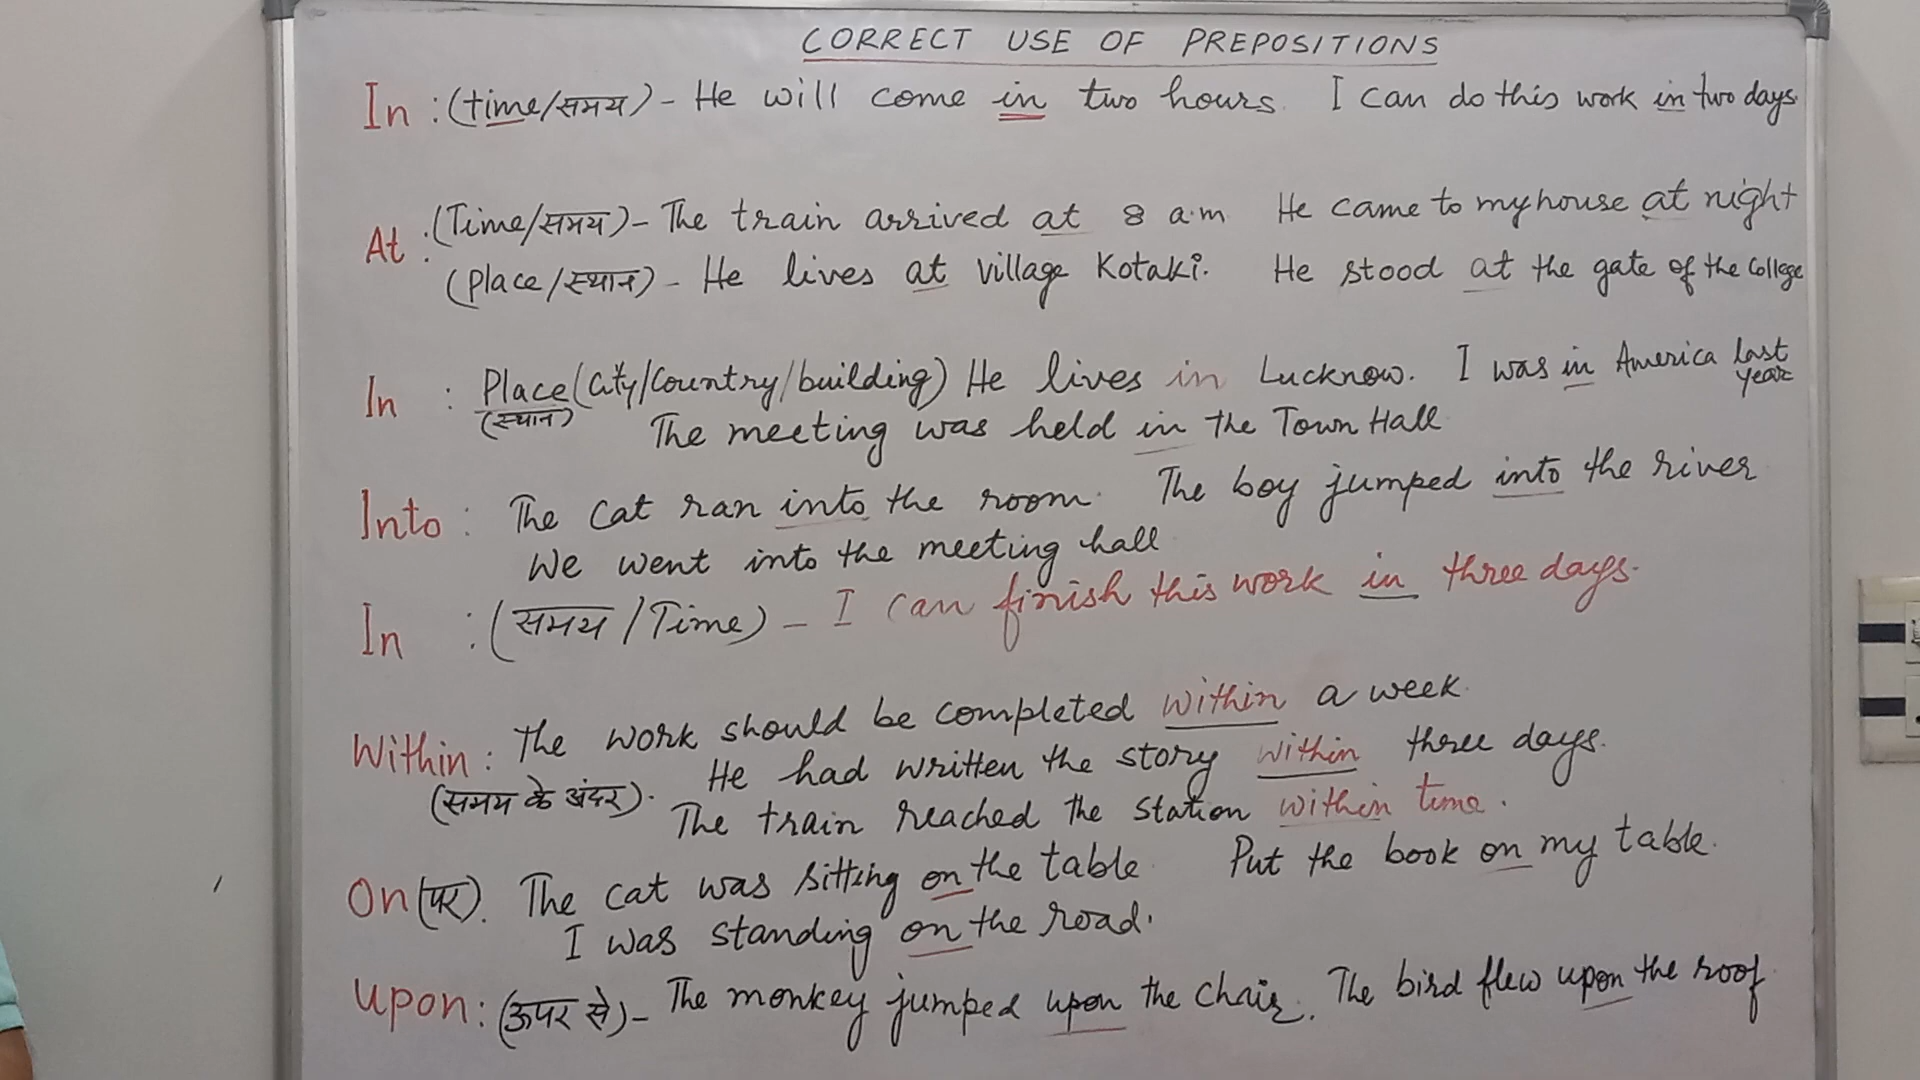 CORRECT USE OF PREPOSITIONS
In : (time/समय) - He will come in two hours. I can do this work in two days.
At : (Time/समय) - The train arrived at 8 a.m He came to my house at night
(Place/स्थान) - He lives at village Kotaki. He stood at the gate of the College
In : Place (City/Country/building) He lives in Lucknow. I was in America last year
(स्थान) The meeting was held in the Town Hall
Into : The cat ran into the room. The boy jumped into the river
We went into the meeting hall
In : (समय/Time) - I can finish this work in three days.
Within : The work should be completed within a week.
(समय के अंदर). He had written the story within three days.
The train reached the station within time.
On (पर). The cat was sitting on the table. Put the book on my table.
I was standing on the road.
Upon : (ऊपर से) - The monkey jumped upon the chair. The bird flew upon the roof